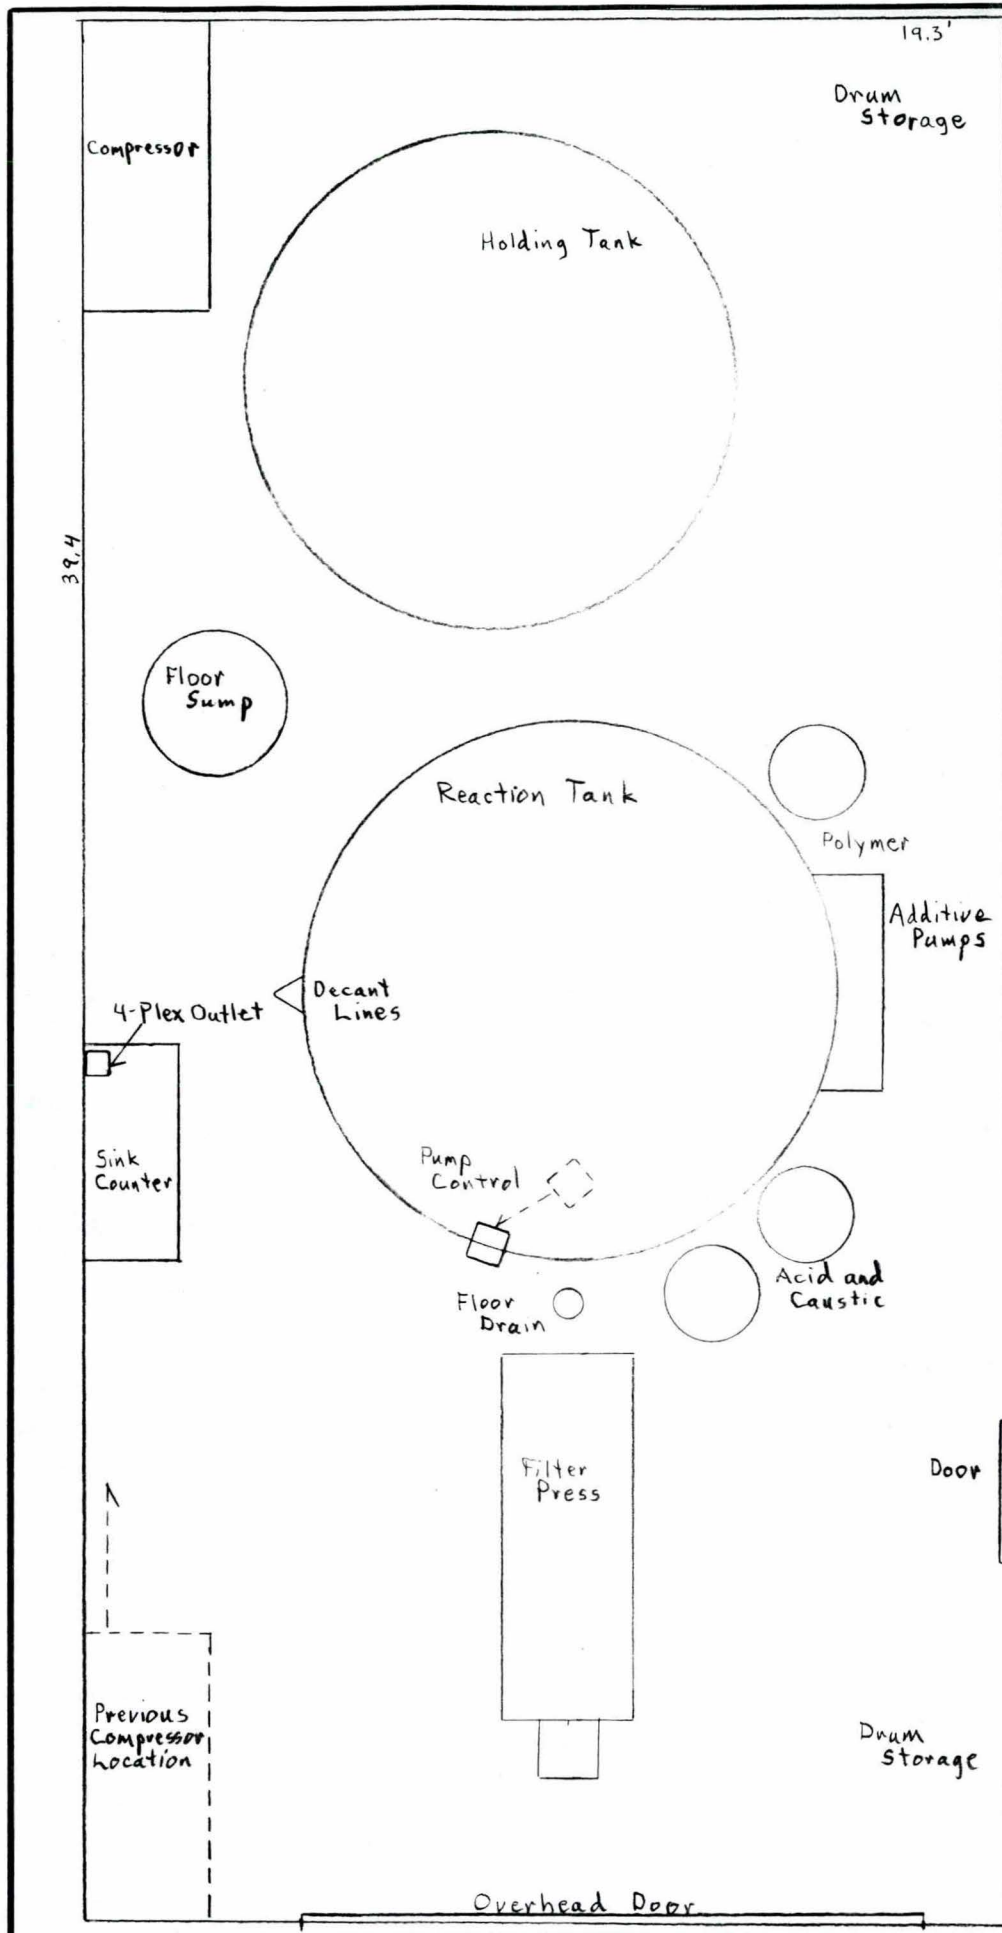 19.3'
Drum
Storage
Compressor
Holding Tank
39.4
Floor
Sump
Reaction Tank
Polymer
Additive
Pumps
Decant
Lines
4-Plex Outlet
Sink
Counter
Pump
Control
Acid and
Caustic
Floor
Drain
Filter
Press
Door
Previous
Compressor
Location
Drum
Storage
Overhead Door